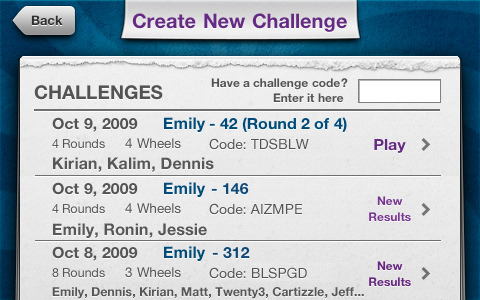 Back
Create New Challenge
CHALLENGES
Have a challenge code?
Enter it here
Oct 9, 2009 Emily - 42 (Round 2 of 4)
4 Rounds 4 Wheels Code: TDSBLW Play
Kirian, Kalim, Dennis
Oct 9, 2009 Emily - 146
4 Rounds 4 Wheels Code: AIZMPE New Results
Emily, Ronin, Jessie
Oct 8, 2009 Emily - 312
8 Rounds 3 Wheels Code: BLSPGD New Results
Emily, Dennis, Kirian, Matt, Twenty3, Cartizzle, Jeff...